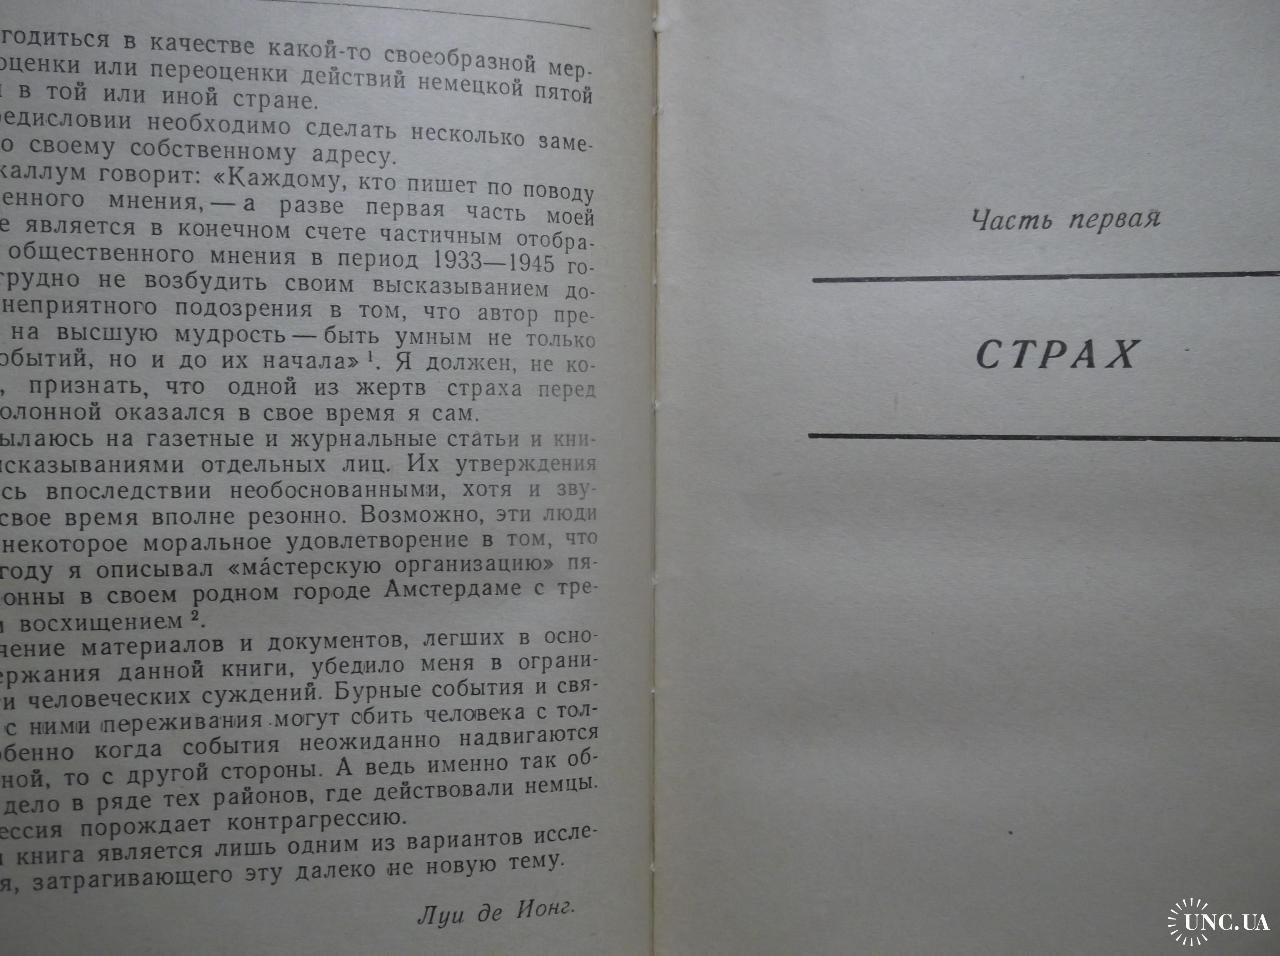 годиться в качестве какой-то своеобразной мер-
оценки или переоценки действий немецкой пятой
в той или иной стране.
редисловии необходимо сделать несколько заме-
о своему собственному адресу.
каллум говорит: «Каждому, кто пишет по поводу
енного мнения, — а разве первая часть моей
е является в конечном счете частичным отобра-
общественного мнения в период 1933—1945 го-
трудно не возбудить своим высказыванием до-
неприятного подозрения в том, что автор пре-
на высшую мудрость — быть умным не только
обытий, но и до их начала» ¹. Я должен, не ко-
, признать, что одной из жертв страха перед
олонной оказался в свое время я сам.
ылаюсь на газетные и журнальные статьи и кни-
сказываниями отдельных лиц. Их утверждения
сь впоследствии необоснованными, хотя и зву-
свое время вполне резонно. Возможно, эти люди
некоторое моральное удовлетворение в том, что
году я описывал «ма́стерскую организацию» пя-
онны в своем родном городе Амстердаме с тре-
и восхищением ².
чение материалов и документов, легших в осно-
ержания данной книги, убедило меня в ограни-
ти человеческих суждений. Бурные события и свя-
с ними переживания могут сбить человека с тол-
обенно когда события неожиданно надвигаются
ной, то с другой стороны. А ведь именно так об-
дело в ряде тех районов, где действовали немцы.
ессия порождает контрагрессию.
книга является лишь одним из вариантов иссле-
я, затрагивающего эту далеко не новую тему.
Луи де Ионг.
Часть первая
СТРАХ
UNC.UA